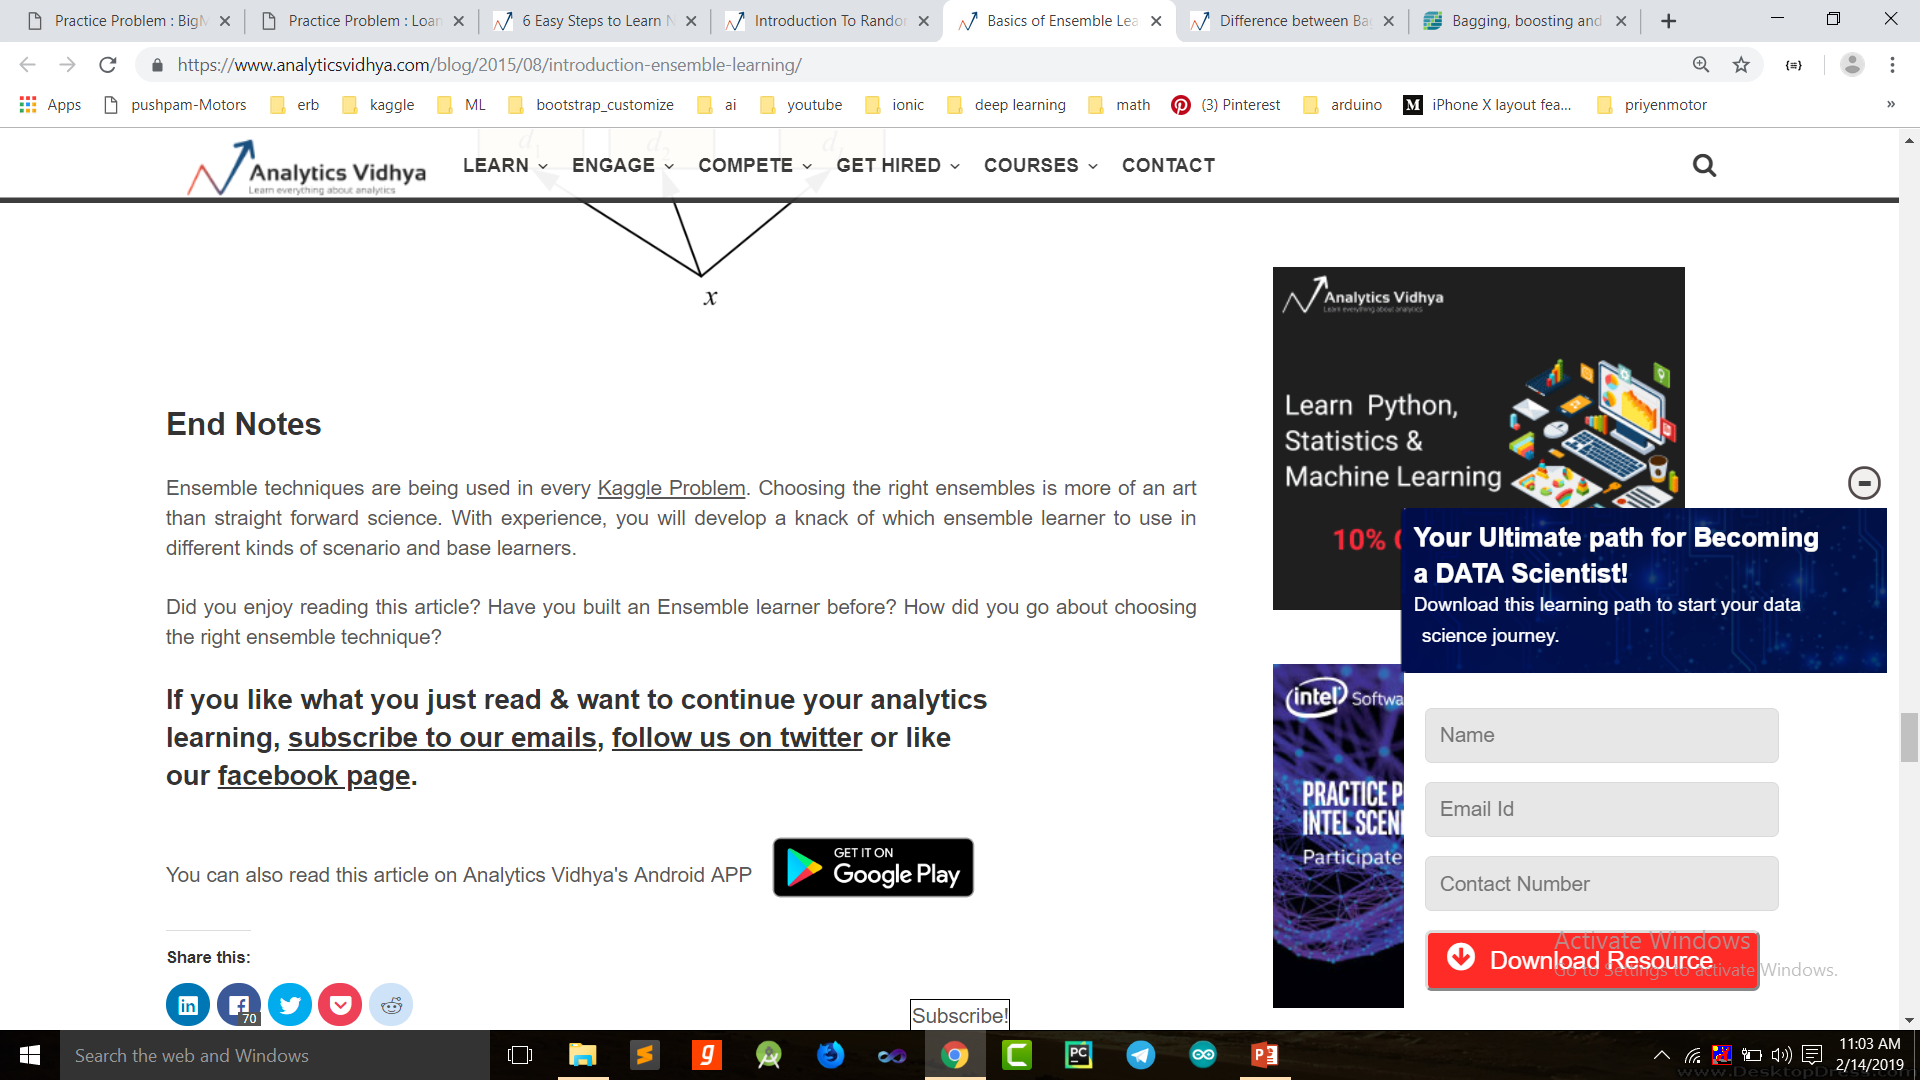 Practice Problem : BigM
Practice Problem : Loan
6 Easy Steps to Learn N
Introduction To Random
Basics of Ensemble Lea
Difference between Bag
Bagging, boosting and
https://www.analyticsvidhya.com/blog/2015/08/introduction-ensemble-learning/
Apps pushpam-Motors erb kaggle ML bootstrap_customize ai youtube ionic deep learning math (3) Pinterest arduino M iPhone X layout fea... priyenmotor »
Analytics Vidhya
Learn everything about analytics
LEARN ENGAGE COMPETE GET HIRED COURSES CONTACT
x
End Notes
Ensemble techniques are being used in every Kaggle Problem. Choosing the right ensembles is more of an art
than straight forward science. With experience, you will develop a knack of which ensemble learner to use in
different kinds of scenario and base learners.
Did you enjoy reading this article? Have you built an Ensemble learner before? How did you go about choosing
the right ensemble technique?
If you like what you just read & want to continue your analytics
learning, subscribe to our emails, follow us on twitter or like
our facebook page.
You can also read this article on Analytics Vidhya's Android APP
GET IT ON
Google Play
Share this:
in
70
Subscribe!
Analytics Vidhya
Learn everything about analytics
Learn Python,
Statistics &
Machine Learning
10%
Your Ultimate path for Becoming
a DATA Scientist!
Download this learning path to start your data
science journey.
intel Softwa
PRACTICE P
INTEL SCEN
Participate
Name
Email Id
Contact Number
Download Resource
Activate Windows
Go to Settings to activate Windows.
Search the web and Windows
PC
11:03 AM
2/14/2019